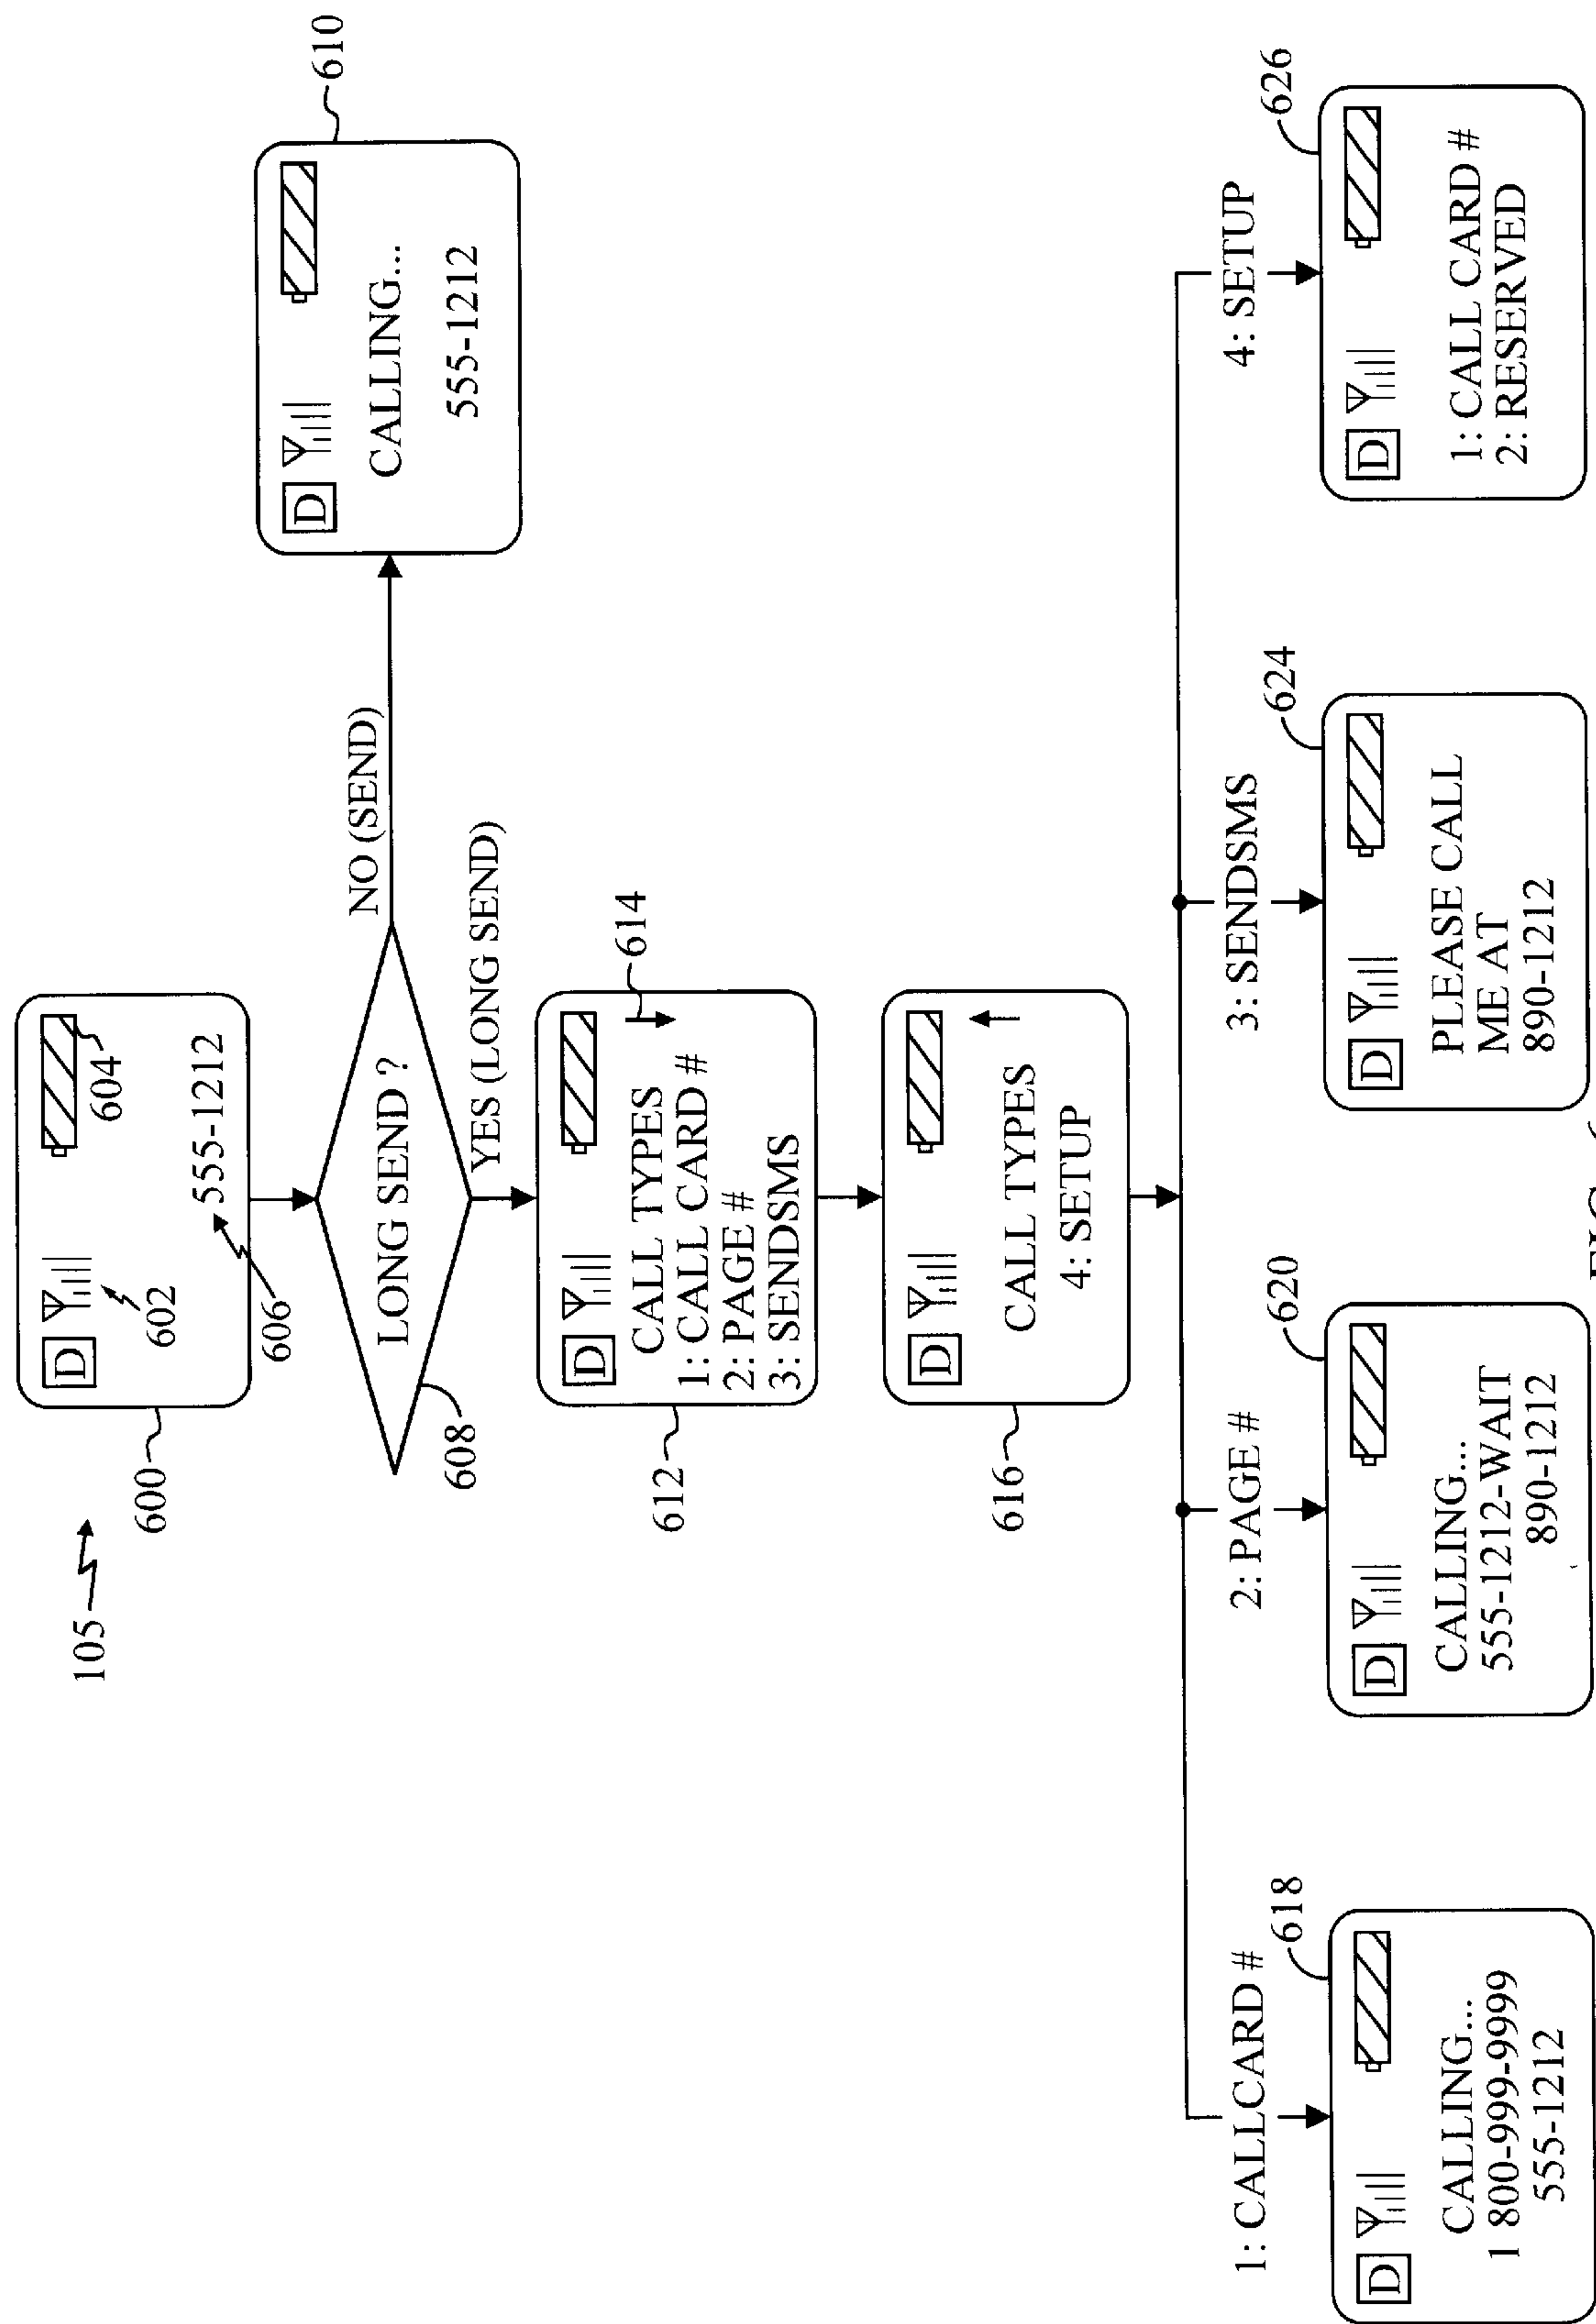 105
600
D
602
604
606
555-1212
608
LONG SEND ?
NO (SEND)
610
D
CALLING...
555-1212
YES (LONG SEND)
612
D
614
CALL TYPES
1: CALL CARD #
2: PAGE #
3: SENDSMS
616
D
CALL TYPES
4: SETUP
1: CALLCARD #
618
D
CALLING...
1 800-999-9999
555-1212
2: PAGE #
620
D
CALLING...
555-1212-WAIT
890-1212
3: SENDSMS
624
D
PLEASE CALL
ME AT
890-1212
4: SETUP
626
D
1: CALL CARD #
2: RESERVED